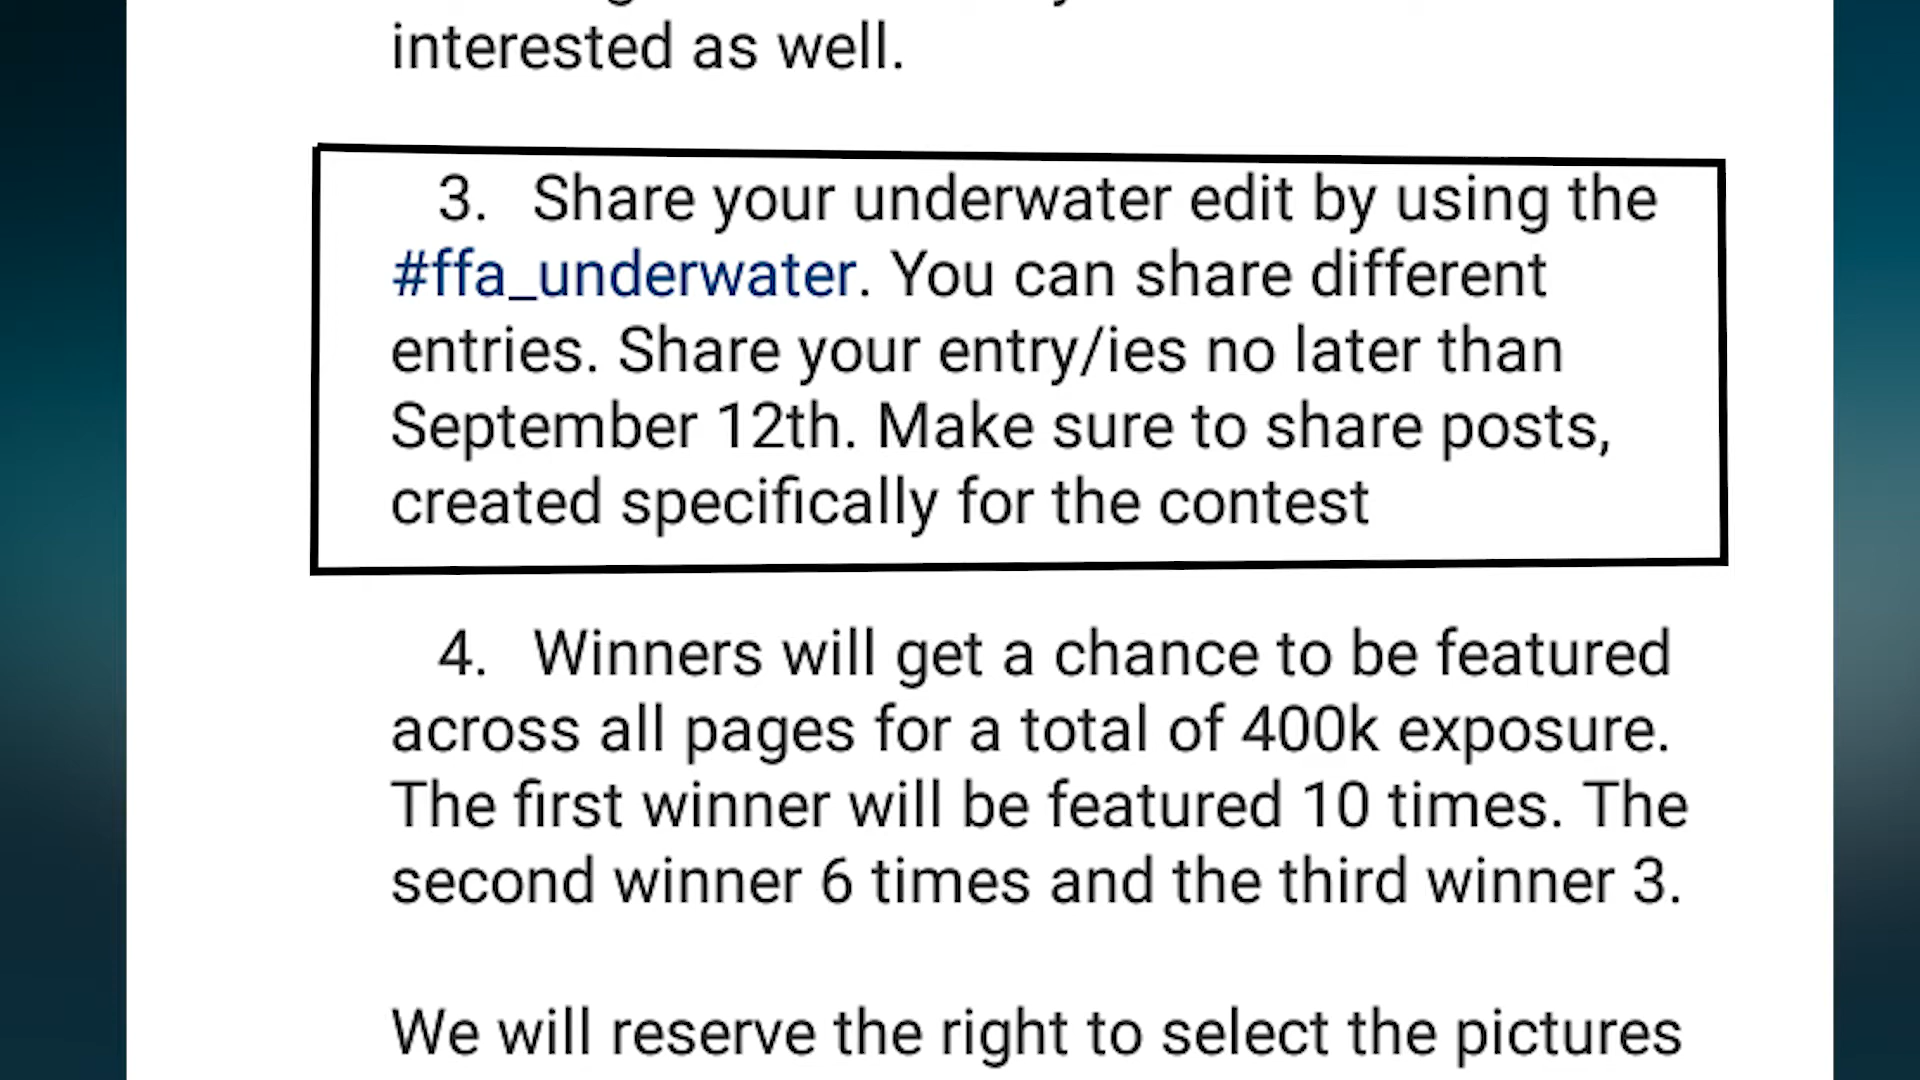 interested as well.
3. Share your underwater edit by using the
#ffa_underwater. You can share different
entries. Share your entry/ies no later than
September 12th. Make sure to share posts,
created specifically for the contest
4. Winners will get a chance to be featured
across all pages for a total of 400k exposure.
The first winner will be featured 10 times. The
second winner 6 times and the third winner 3.
We will reserve the right to select the pictures